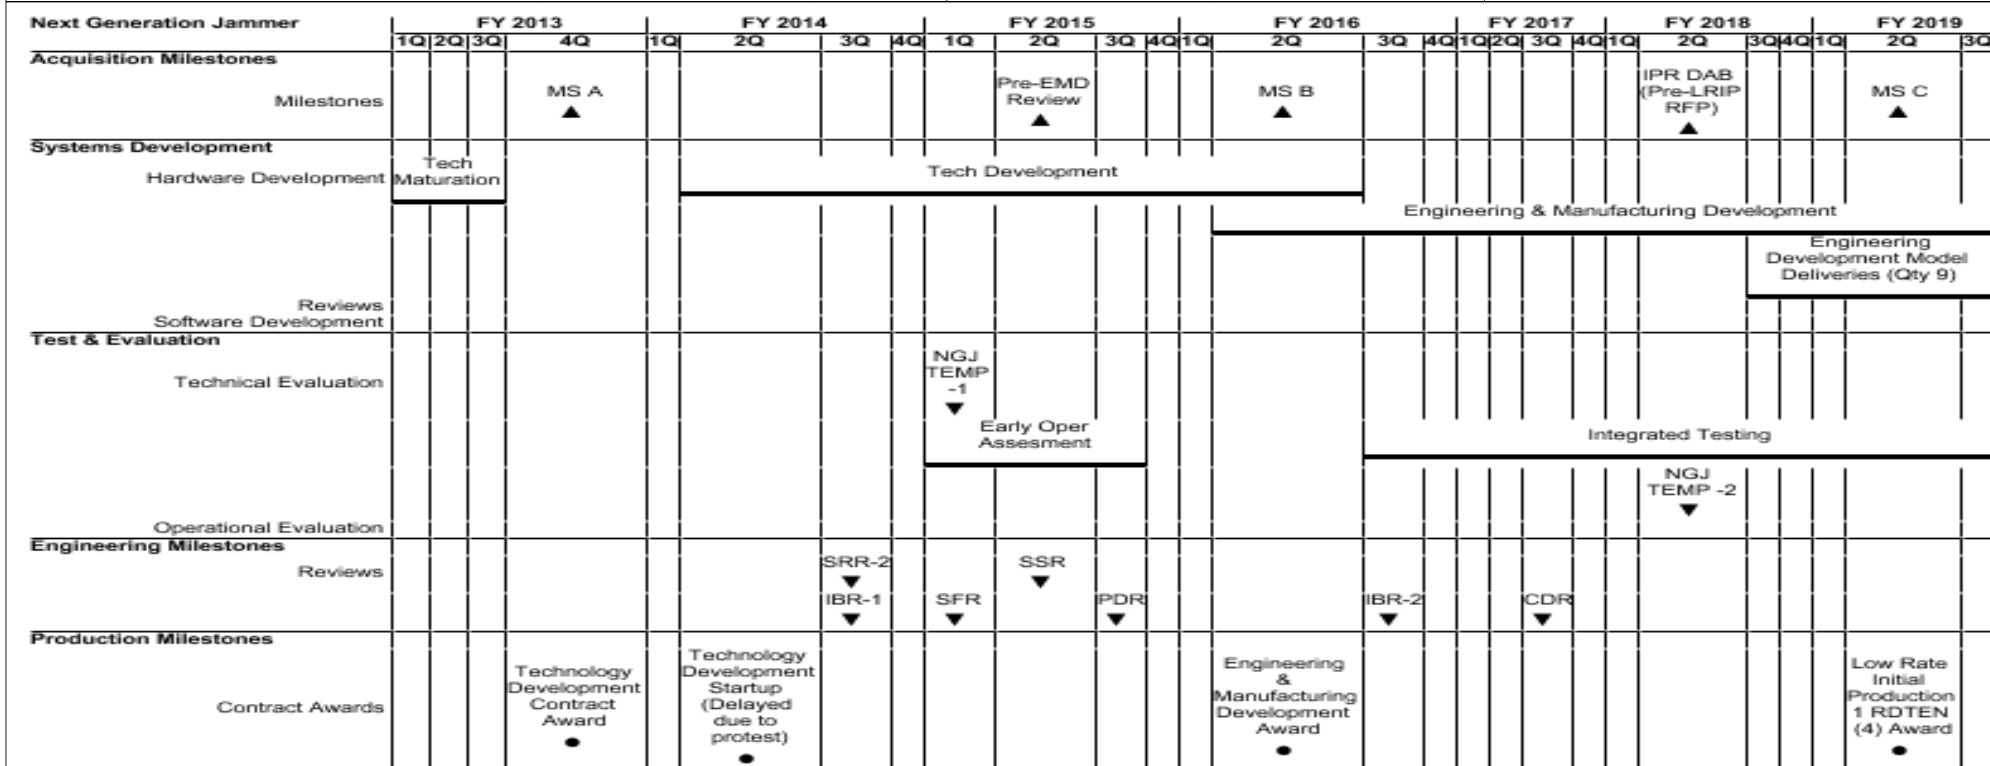 Next Generation Jammer FY 2013 FY 2014 FY 2015 FY 2016 FY 2017 FY 2018 FY 2019
1Q 2Q 3Q 4Q 1Q 2Q 3Q 4Q 1Q 2Q 3Q 4Q 1Q 2Q 3Q 4Q 1Q 2Q 3Q 4Q 1Q 2Q 3Q 4Q 1Q 2Q 3Q
Acquisition Milestones
Milestones
MS A
Pre-EMD
Review
MS B
IPR DAB
(Pre-LRIP
RFP)
MS C
Systems Development
Hardware Development
Tech
Maturation
Tech Development
Engineering & Manufacturing Development
Engineering
Development Model
Deliveries (Qty 9)
Reviews
Software Development
Test & Evaluation
Technical Evaluation
NGJ
TEMP
-1
Early Oper
Assesment
Integrated Testing
NGJ
TEMP -2
Operational Evaluation
Engineering Milestones
Reviews
SRR-2
SSR
IBR-1
SFR
PDR
IBR-2
CDR
Production Milestones
Contract Awards
Technology
Development
Contract
Award
Technology
Development
Startup
(Delayed
due to
protest)
Engineering
&
Manufacturing
Development
Award
Low Rate
Initial
Production
1 RDTEN
(4) Award